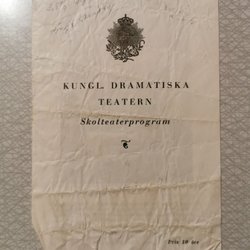 KUNGL. DRAMATISKA
TEATERN
Skolteaterprogram
Pris 10 öre